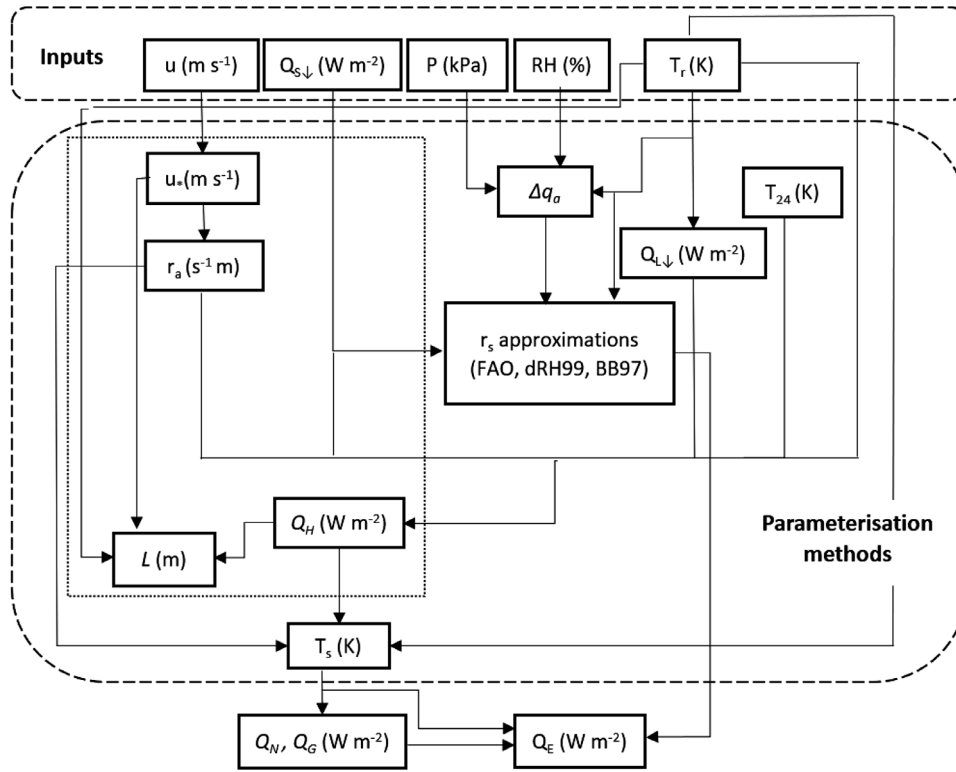 Inputs
u (m s⁻¹)
Q_S↓ (W m⁻²)
P (kPa)
RH (%)
T_r (K)
u_*(m s⁻¹)
Δq_a
T_24 (K)
r_a (s⁻¹ m)
Q_L↓ (W m⁻²)
r_s approximations
(FAO, dRH99, BB97)
Q_H (W m⁻²)
Parameterisation
methods
L (m)
T_s (K)
Q_N, Q_G (W m⁻²)
Q_E (W m⁻²)